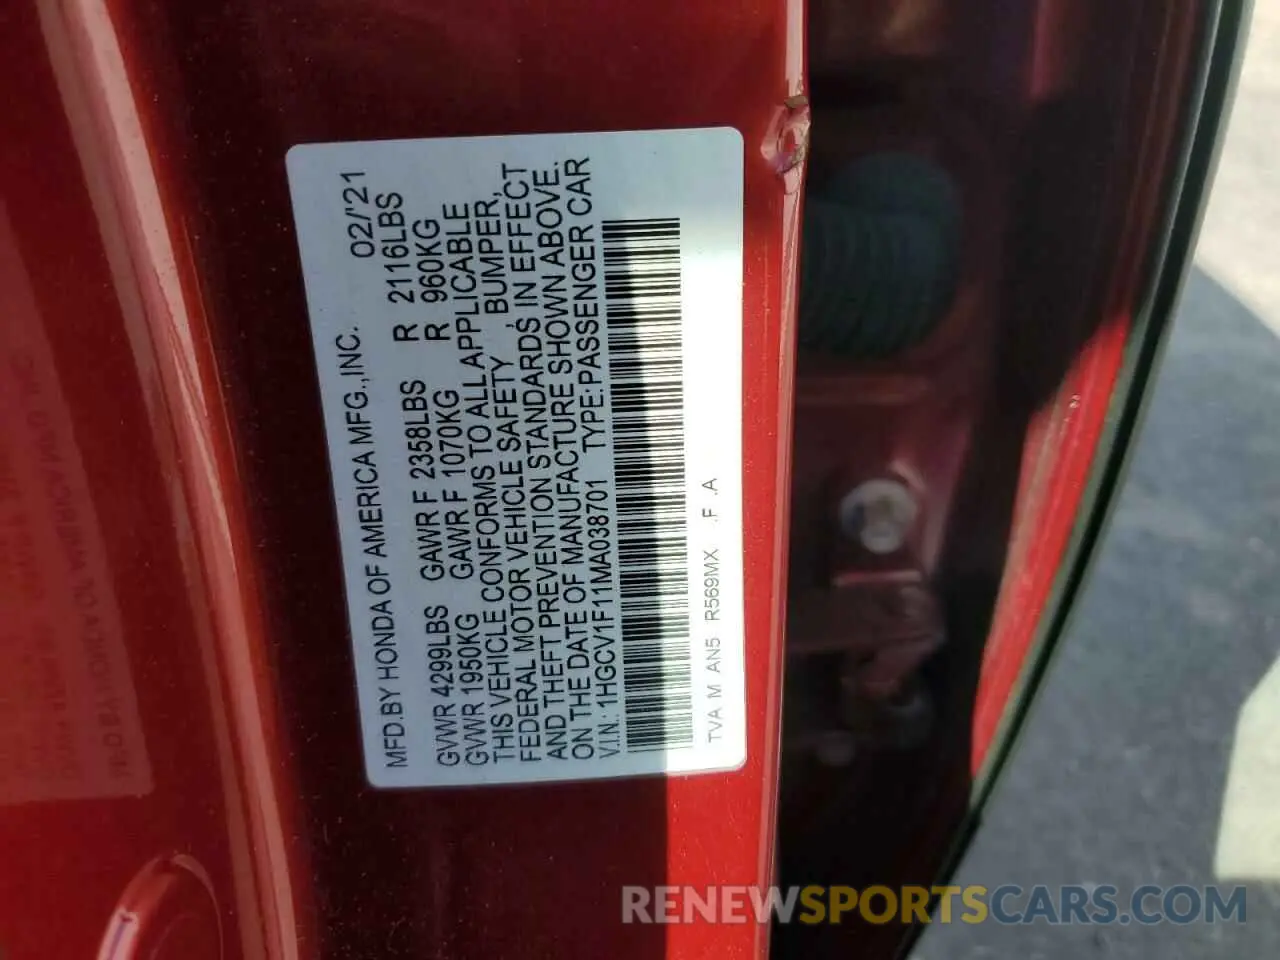 MFD.BY HONDA OF AMERICA MFG.,INC. 02/'21
GVWR 4299LBS GAWR F 2358LBS R 2116LBS
GVWR 1950KG GAWR F 1070KG R 960KG
THIS VEHICLE CONFORMS TO ALL APPLICABLE
FEDERAL MOTOR VEHICLE SAFETY , BUMPER,
AND THEFT PREVENTION STANDARDS IN EFFECT
ON THE DATE OF MANUFACTURE SHOWN ABOVE.
V.I.N.: 1HGCV1F11MA038701 TYPE:PASSENGER CAR
TVA M AN5 R569MX .F .A
RENEWSPORTSCARS.COM